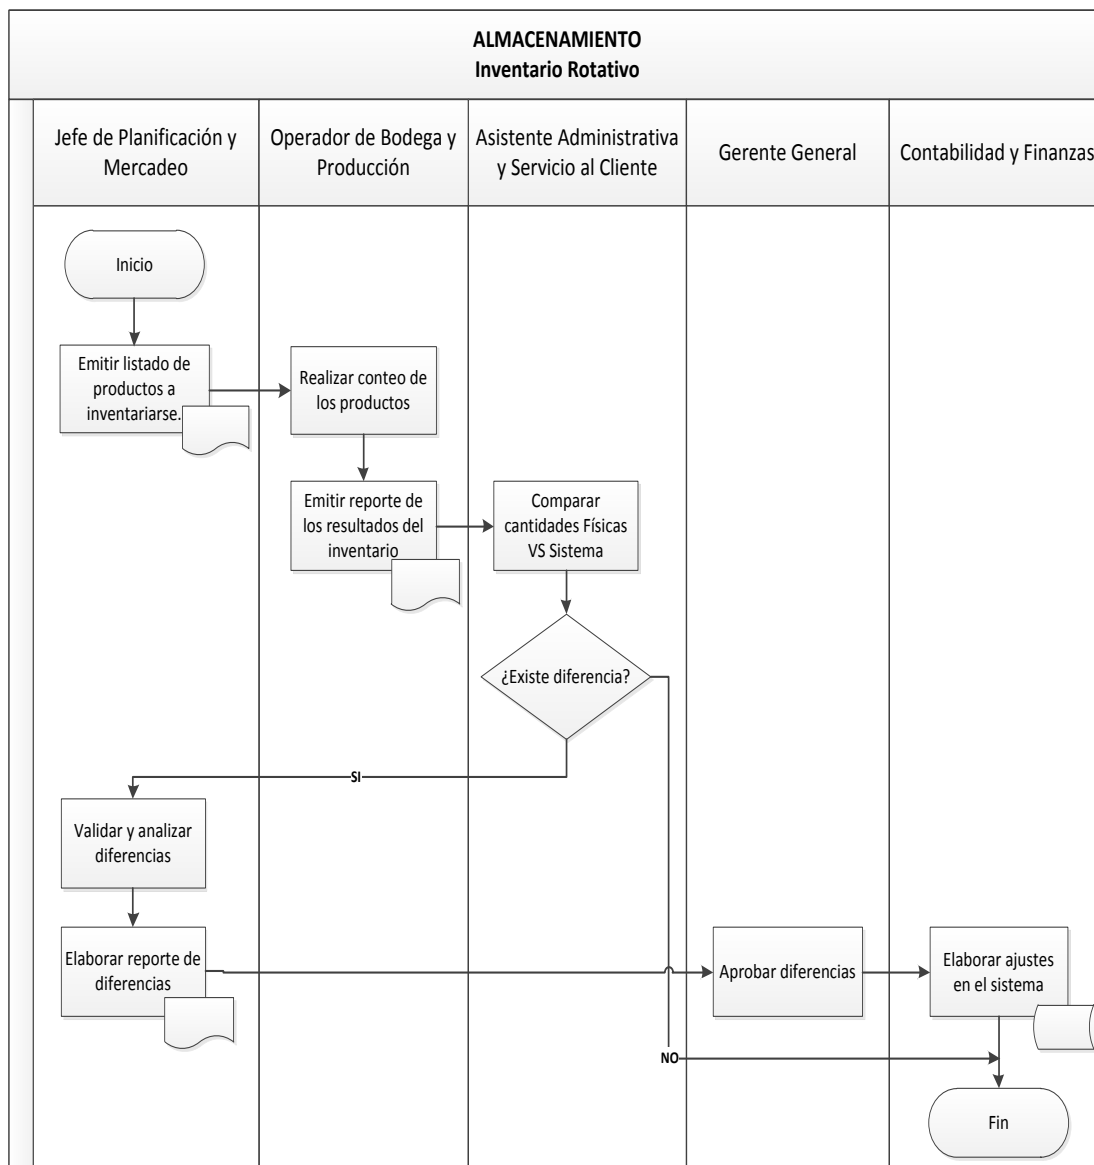 ALMACENAMIENTO
Inventario Rotativo
Jefe de Planificación y
Mercadeo
Operador de Bodega y
Producción
Asistente Administrativa
y Servicio al Cliente
Gerente General
Contabilidad y Finanzas
Inicio
Emitir listado de
productos a
inventariarse.
Realizar conteo de
los productos
Emitir reporte de
los resultados del
inventario
Comparar
cantidades Físicas
VS Sistema
¿Existe diferencia?
SI
Validar y analizar
diferencias
Elaborar reporte de
diferencias
Aprobar diferencias
Elaborar ajustes
en el sistema
NO
Fin